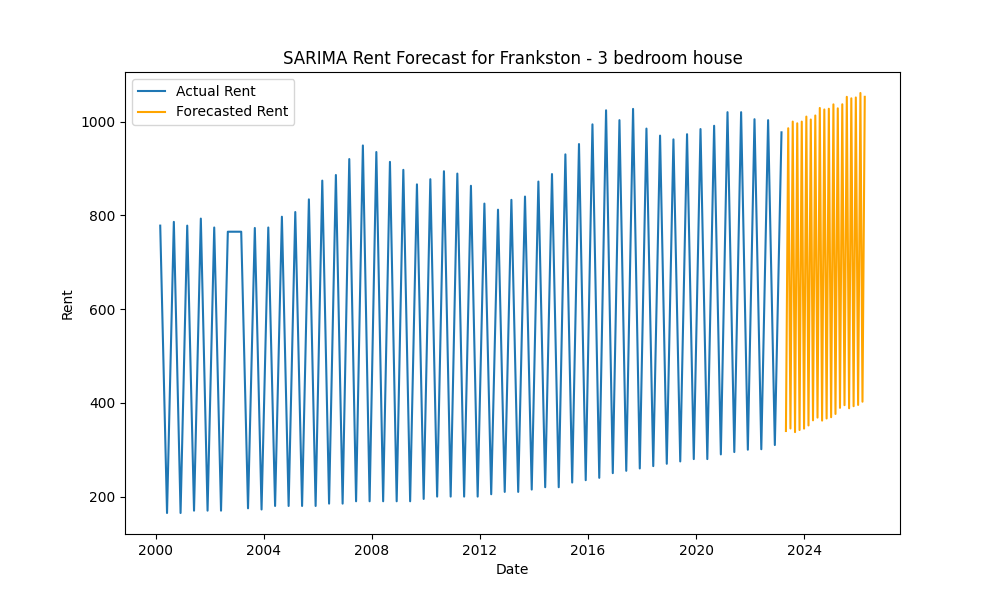 SARIMA Rent Forecast for Frankston - 3 bedroom house
Actual Rent
Forecasted Rent
1000
800
600
400
200
Rent
2000 2004 2008 2012 2016 2020 2024
Date